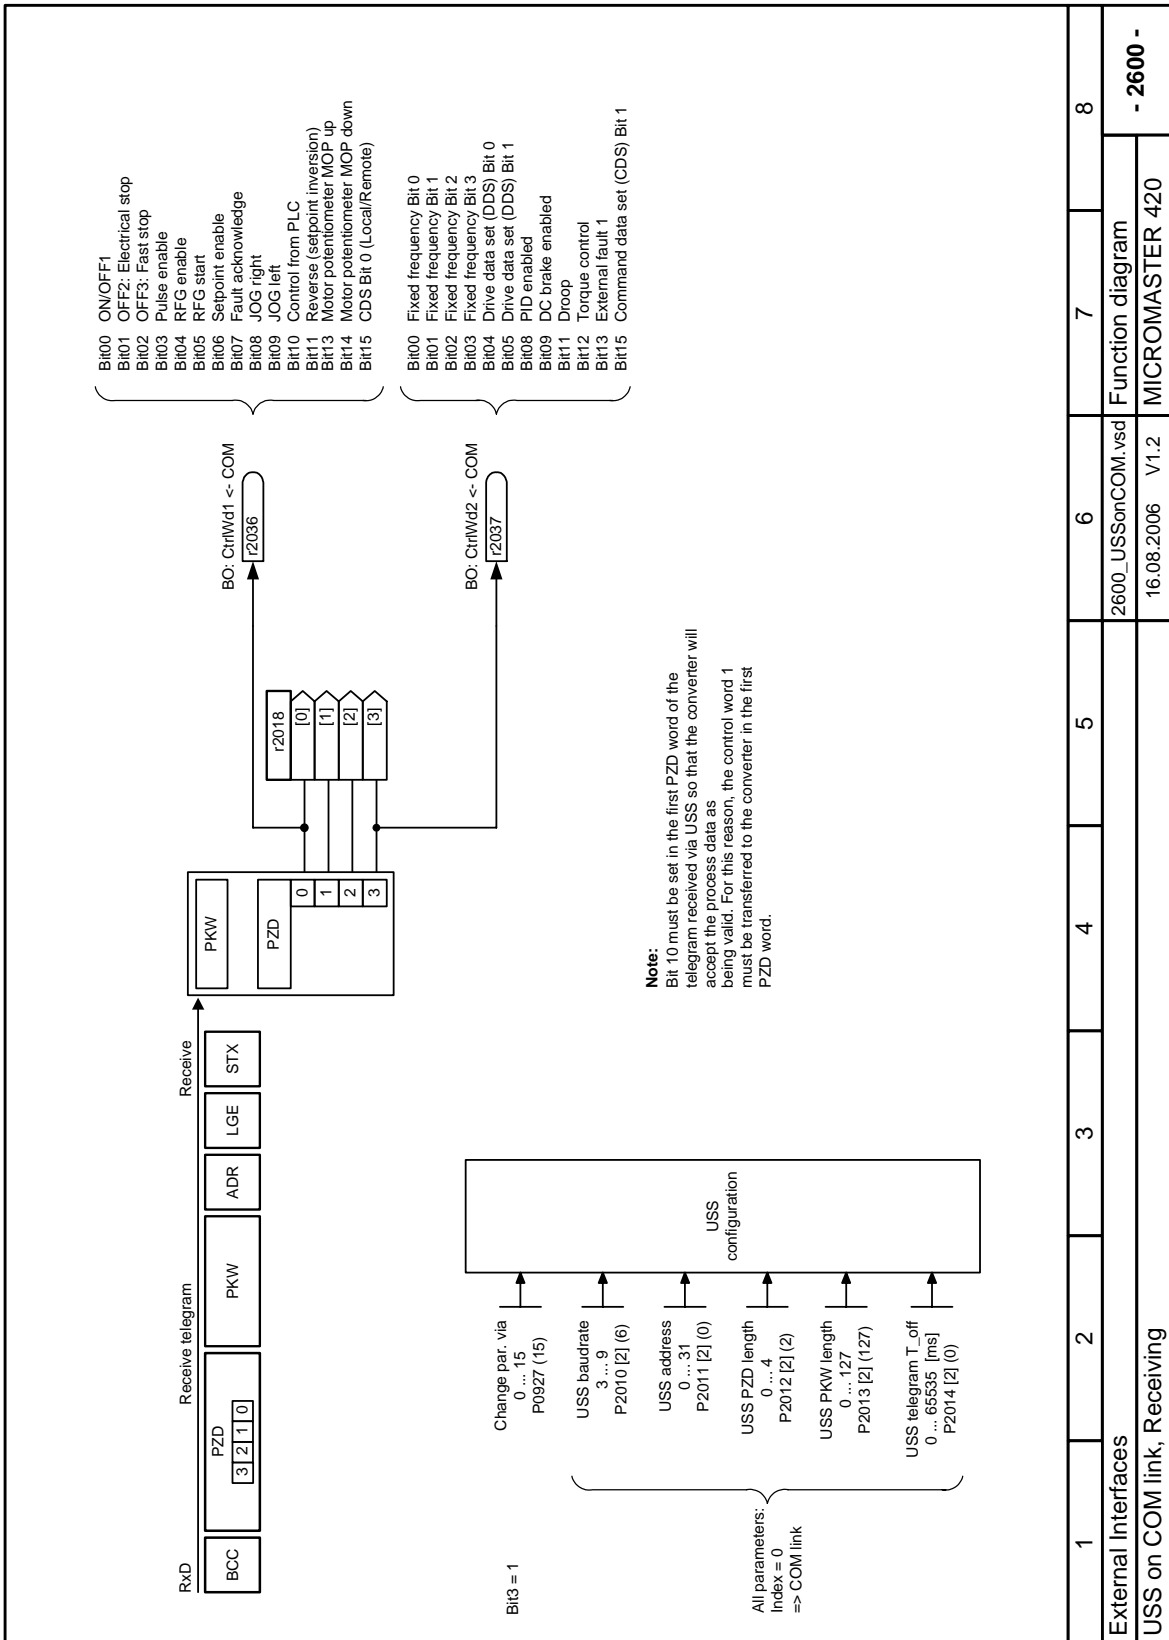 RxD
Receive telegram
Receive
BCC
PZD
3 2 1 0
PKW
ADR
LGE
STX
PKW
PZD
0
1
2
3
r2018
[0]
[1]
[2]
[3]
BO: CtrlWd1 <- COM
r2036
BO: CtrlWd2 <- COM
r2037
Bit00 ON/OFF1
Bit01 OFF2: Electrical stop
Bit02 OFF3: Fast stop
Bit03 Pulse enable
Bit04 RFG enable
Bit05 RFG start
Bit06 Setpoint enable
Bit07 Fault acknowledge
Bit08 JOG right
Bit09 JOG left
Bit10 Control from PLC
Bit11 Reverse (setpoint inversion)
Bit13 Motor potentiometer MOP up
Bit14 Motor potentiometer MOP down
Bit15 CDS Bit 0 (Local/Remote)
Bit00 Fixed frequency Bit 0
Bit01 Fixed frequency Bit 1
Bit02 Fixed frequency Bit 2
Bit03 Fixed frequency Bit 3
Bit04 Drive data set (DDS) Bit 0
Bit05 Drive data set (DDS) Bit 1
Bit08 PID enabled
Bit09 DC brake enabled
Bit11 Droop
Bit12 Torque control
Bit13 External fault 1
Bit15 Command data set (CDS) Bit 1
Bit3 = 1
Change par. via
0 ... 15
P0927 (15)
USS baudrate
3 ... 9
P2010 [2] (6)
USS address
0 ... 31
P2011 [2] (0)
USS PZD length
0 ... 4
P2012 [2] (2)
USS PKW length
0 ... 127
P2013 [2] (127)
USS telegram T_off
0 ... 65535 [ms]
P2014 [2] (0)
All parameters:
Index = 0
=> COM link
USS
configuration
Note:
Bit 10 must be set in the first PZD word of the
telegram received via USS so that the converter will
accept the process data as
being valid. For this reason, the control word 1
must be transferred to the converter in the first
PZD word.
1 2 3 4 5 6 7 8
External Interfaces
2600_USSonCOM.vsd
Function diagram
- 2600 -
USS on COM link, Receiving
16.08.2006 V1.2
MICROMASTER 420